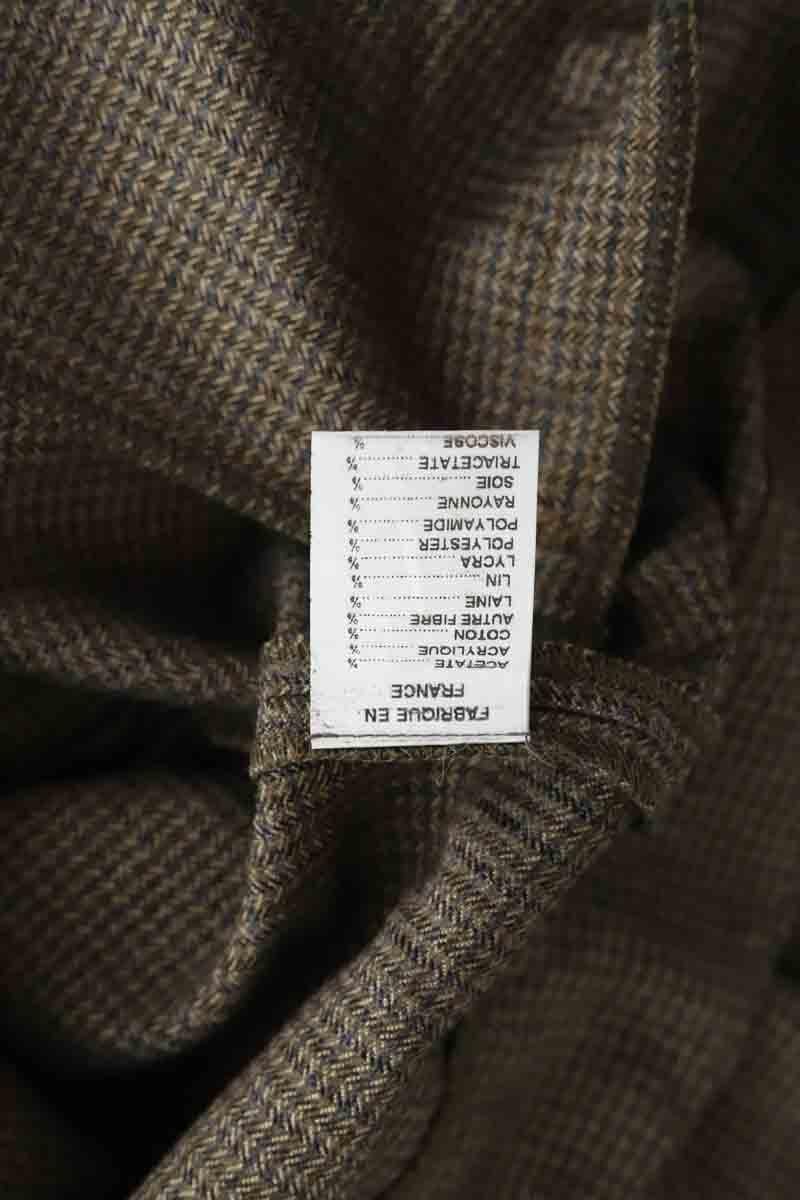 FABRIQUE EN
FRANCE
ACETATE ............ %
ACRYLIQUE ............ %
COTON ............ %
AUTRE FIBRE ............ %
LAINE ............ %
LIN ............ %
LYCRA ............ %
POLYESTER ............ %
POLYAMIDE ............ %
RAYONNE ............ %
SOIE ............ %
TRIACETATE ............ %
VISCOSE %